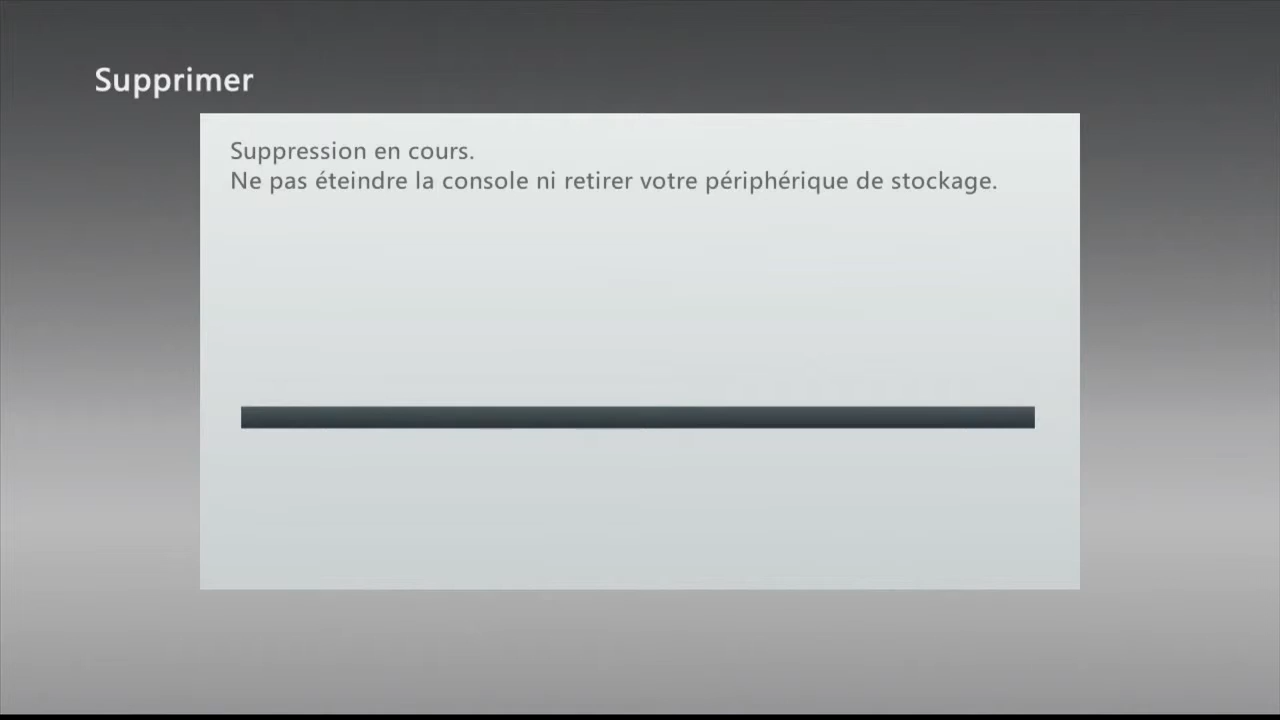 Supprimer
Suppression en cours.
Ne pas éteindre la console ni retirer votre périphérique de stockage.